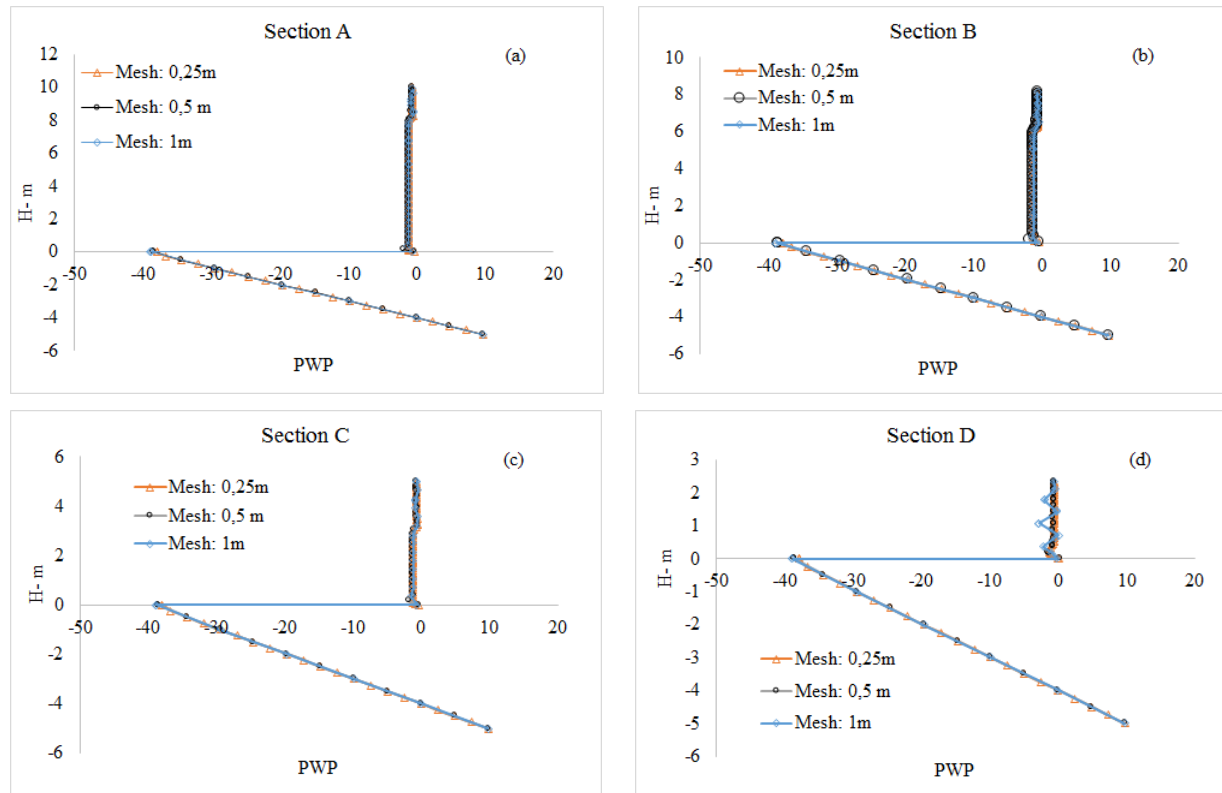 Section A
(a)
12
10
8
6
4
2
0
-2
-4
-6
H- m
Mesh: 0,25m
Mesh: 0,5 m
Mesh: 1m
-50 -40 -30 -20 -10 0 10 20
PWP
Section B
(b)
10
8
6
4
2
0
-2
-4
-6
H- m
Mesh: 0,25m
Mesh: 0,5 m
Mesh: 1m
-50 -40 -30 -20 -10 0 10 20
PWP
Section C
(c)
6
4
2
0
-2
-4
-6
H- m
Mesh: 0,25m
Mesh: 0,5 m
Mesh: 1m
-50 -40 -30 -20 -10 0 10 20
PWP
Section D
(d)
3
2
1
0
-1
-2
-3
-4
-5
-6
H- m
-50 -40 -30 -20 -10 0 10 20
Mesh: 0,25m
Mesh: 0,5 m
Mesh: 1m
PWP